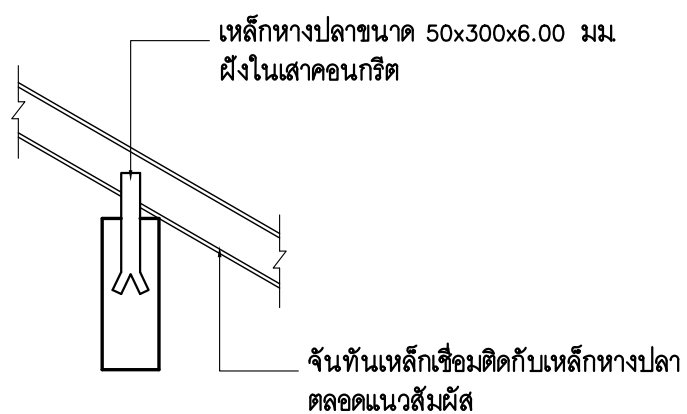 เหล็กหางปลาขนาด 50x300x6.00 มม.
ฝังในเสาคอนกรีต
จันทันเหล็กเชื่อมติดกับเหล็กหางปลา
ตลอดแนวสัมผัส